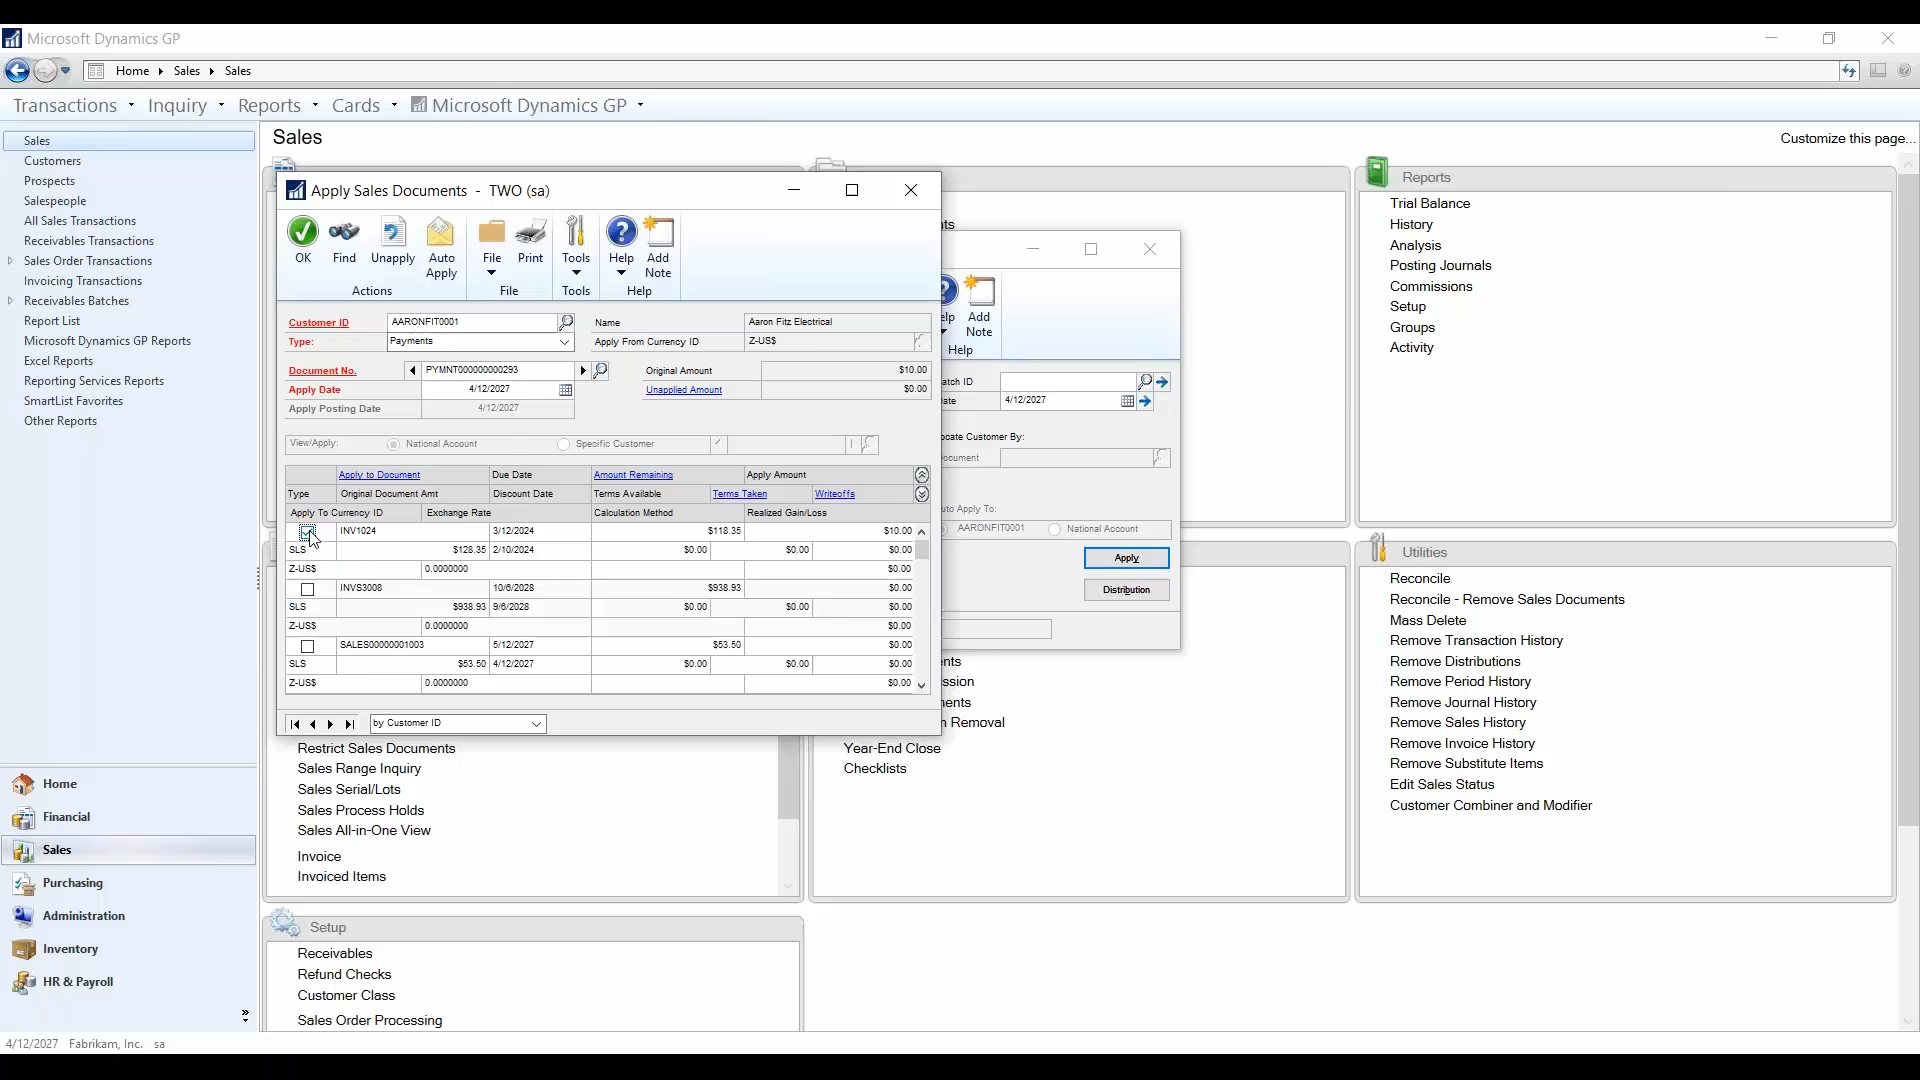 Microsoft Dynamics GP
Home Sales Sales
Transactions Inquiry Reports Cards Microsoft Dynamics GP
Sales
Customers
Prospects
Salespeople
All Sales Transactions
Receivables Transactions
Sales Order Transactions
Invoicing Transactions
Receivables Batches
Report List
Microsoft Dynamics GP Reports
Excel Reports
Reporting Services Reports
SmartList Favorites
Other Reports
Home
Financial
Sales
Purchasing
Administration
Inventory
HR & Payroll
4/12/2027 Fabrikam, Inc. sa
Sales
Customize this page...
Apply Sales Documents - TWO (sa)
OK Find Unapply Auto Apply File Print Tools Help Add Note
Actions File Tools Help
Customer ID AARONFIT0001 Name Aaron Fitz Electrical
Type: Payments Apply From Currency ID Z-US$
Document No. PYMNT000000000293 Original Amount $10.00
Apply Date 4/12/2027 Unapplied Amount $0.00
Apply Posting Date 4/12/2027
View/Apply: National Account Specific Customer
Apply to Document Due Date Amount Remaining Apply Amount
Type Original Document Amt Discount Date Terms Available Terms Taken Writeoffs
Apply To Currency ID Exchange Rate Calculation Method Realized Gain/Loss
INV1024 3/12/2024 $118.35 $10.00
SLS $128.35 2/10/2024 $0.00 $0.00 $0.00
Z-US$ 0.0000000 $0.00
INVS3008 10/6/2028 $938.93 $0.00
SLS $938.93 9/6/2028 $0.00 $0.00 $0.00
Z-US$ 0.0000000 $0.00
SALES00000001003 5/12/2027 $53.50 $0.00
SLS $53.50 4/12/2027 $0.00 $0.00 $0.00
Z-US$ 0.0000000 $0.00
by Customer ID
nts
elp Add Note
Help
atch ID
ate 4/12/2027
ocate Customer By:
ocument
uto Apply To:
AARONFIT0001 National Account
Apply
Distribution
ents
ssion
ments
n Removal
Year-End Close
Checklists
Restrict Sales Documents
Sales Range Inquiry
Sales Serial/Lots
Sales Process Holds
Sales All-in-One View
Invoice
Invoiced Items
Setup
Receivables
Refund Checks
Customer Class
Sales Order Processing
Reports
Trial Balance
History
Analysis
Posting Journals
Commissions
Setup
Groups
Activity
Utilities
Reconcile
Reconcile - Remove Sales Documents
Mass Delete
Remove Transaction History
Remove Distributions
Remove Period History
Remove Journal History
Remove Sales History
Remove Invoice History
Remove Substitute Items
Edit Sales Status
Customer Combiner and Modifier